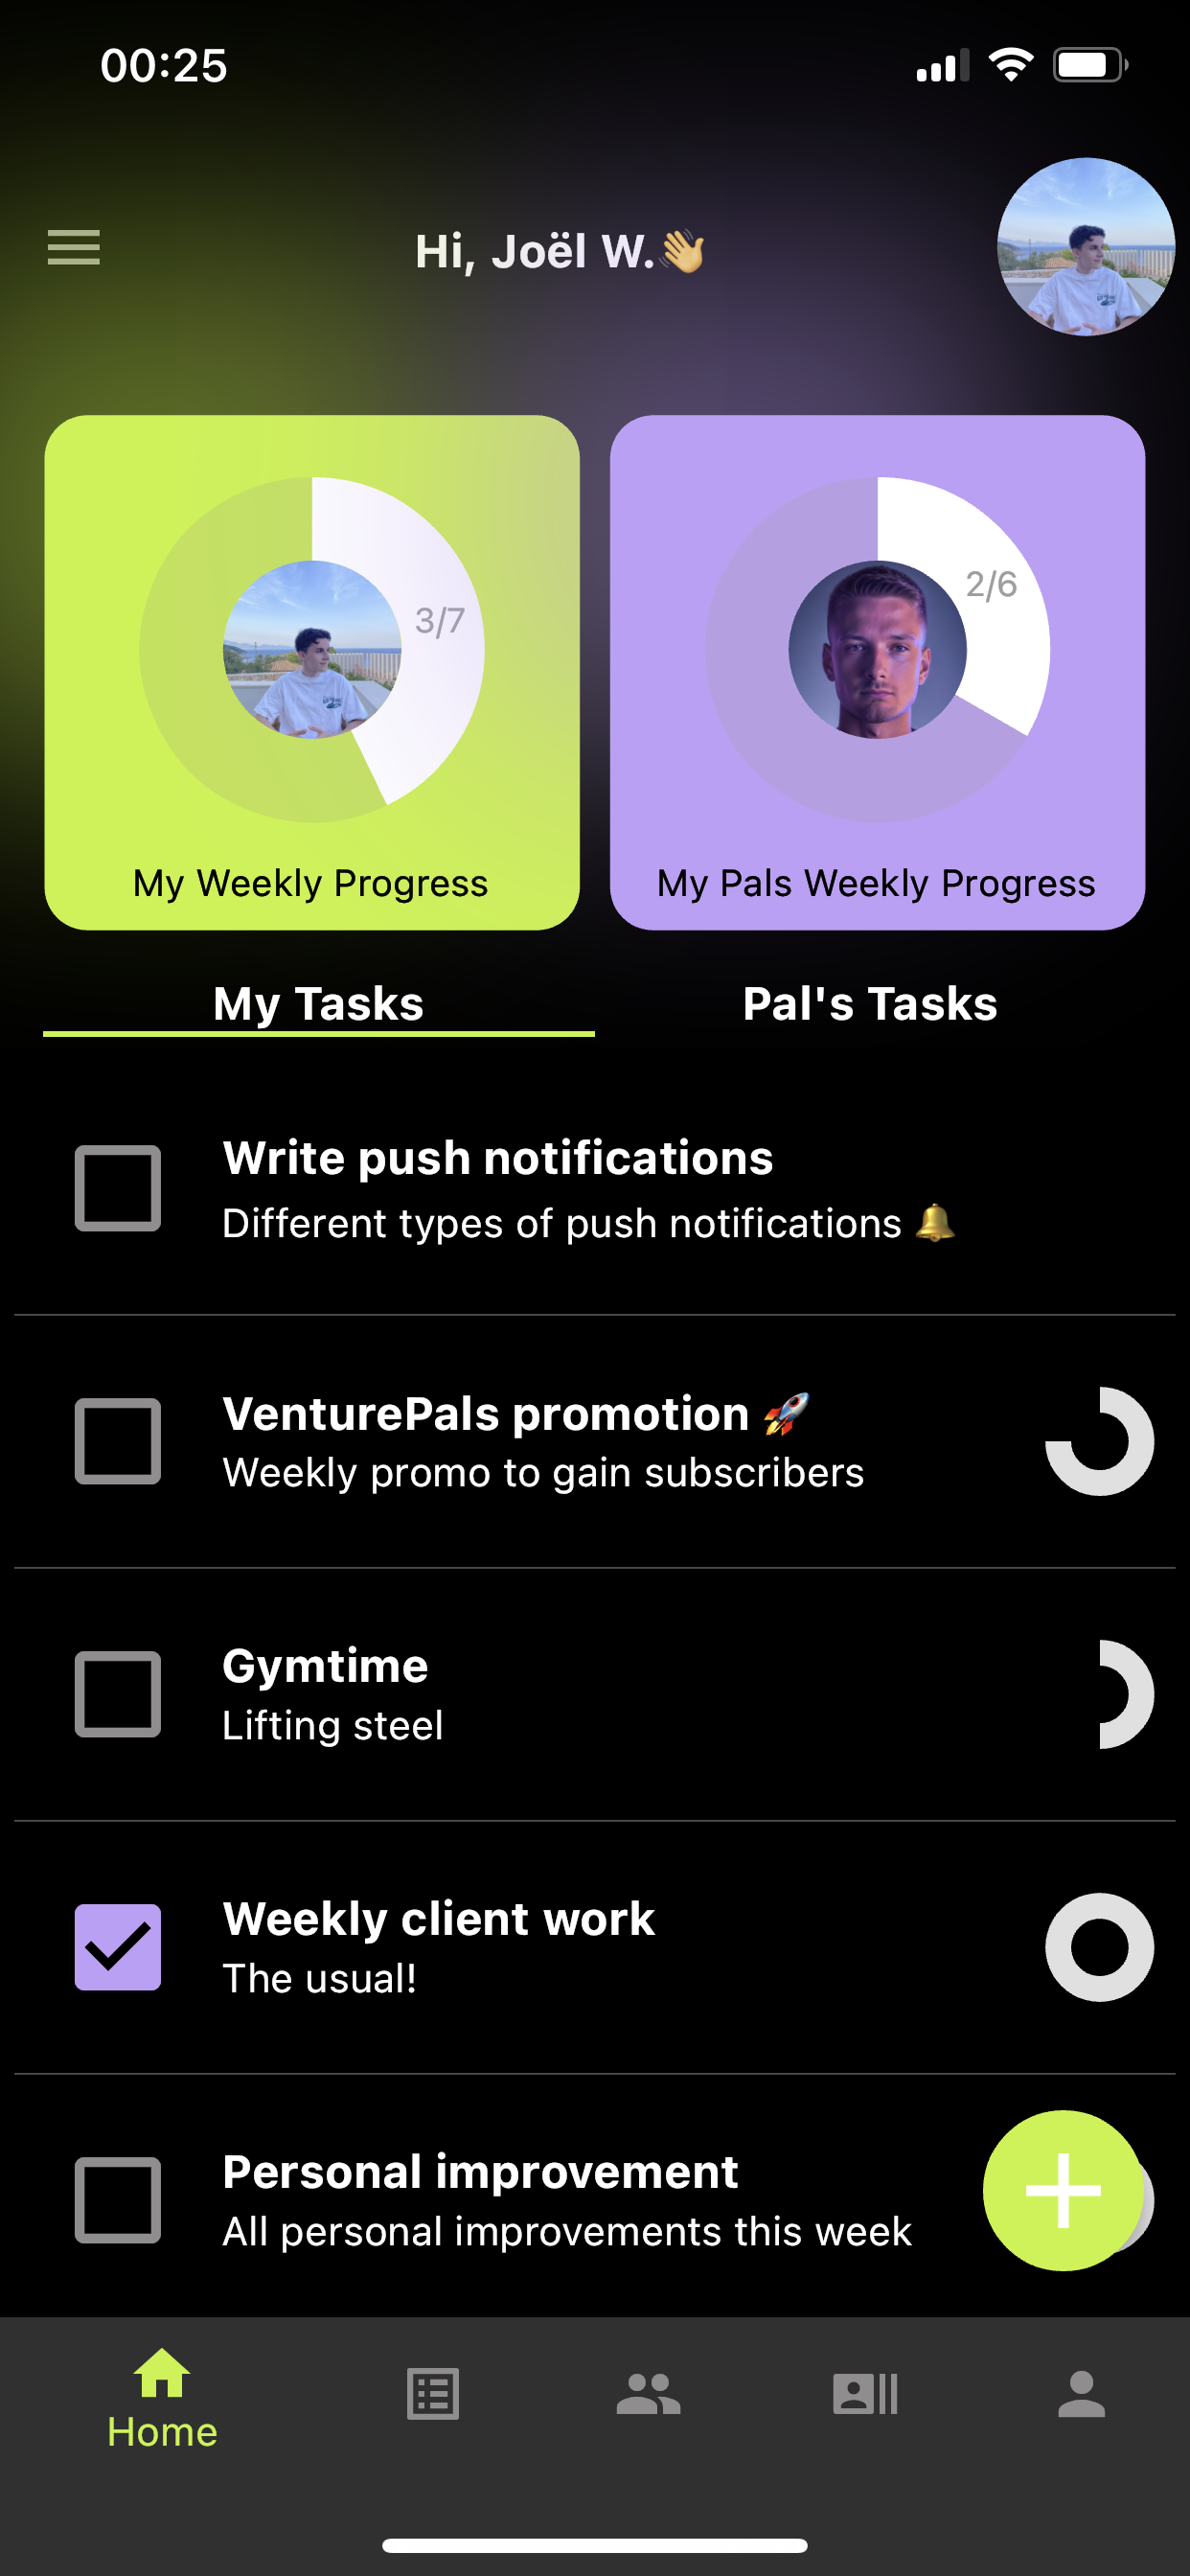 00:25
Hi, Joël W.👋
3/7
2/6
My Weekly Progress
My Pals Weekly Progress
My Tasks
Pal's Tasks
Write push notifications
Different types of push notifications 🔔
VenturePals promotion 🚀
Weekly promo to gain subscribers
Gymtime
Lifting steel
Weekly client work
The usual!
Personal improvement
All personal improvements this week
Home